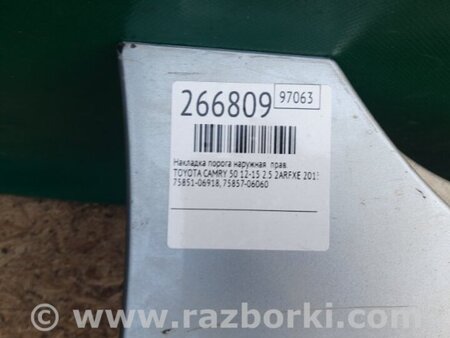 266809 97063
Накладка порога наружная прав.
TOYOTA CAMRY 50 12-15 2.5 2ARFXE 201
75851-06918, 75857-06060
© www.razborki.com